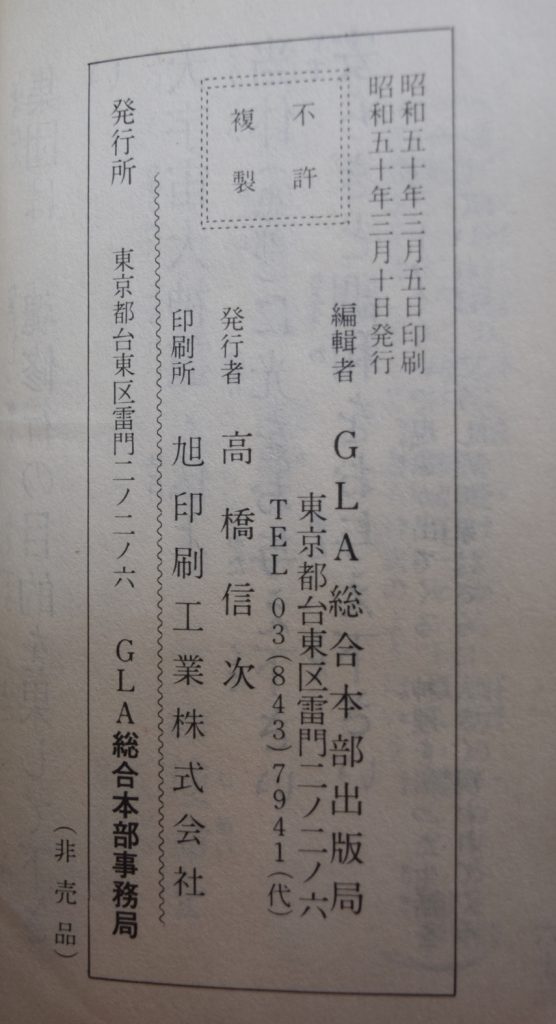 昭和五十年三月五日印刷
昭和五十年三月十日発行
不許
複製
編輯者 GLA総合本部出版局
東京都台東区雷門二ノ二ノ六
TEL 03(843)7941(代)
発行者 高橋信次
印刷所 旭印刷工業株式会社
発行所 東京都台東区雷門二ノ二ノ六 GLA総合本部事務局
(非売品)